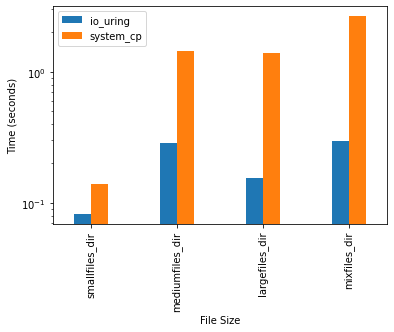 io_uring
system_cp
Time (seconds)
10⁰
10⁻¹
smallfiles_dir
mediumfiles_dir
largefiles_dir
mixfiles_dir
File Size